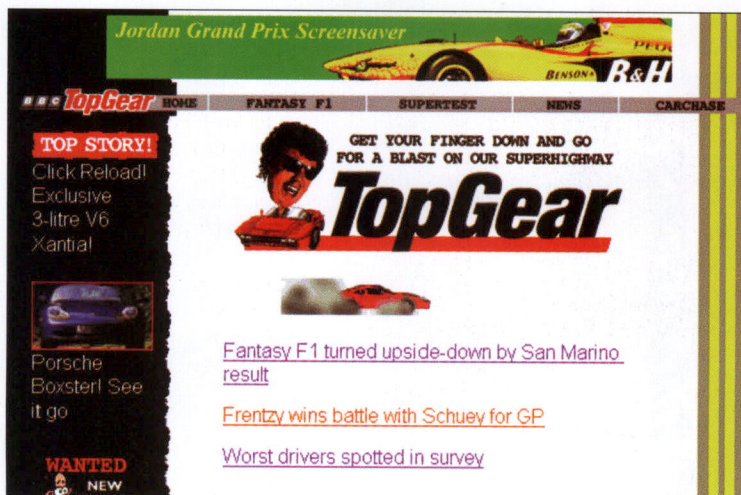 Jordan Grand Prix Screensaver
BENSON&
B&H
BBC TopGear HOME FANTASY F1 SUPERTEST NEWS CARCHASE
TOP STORY!
Click Reload!
Exclusive
3-litre V6
Xantia!
Porsche
Boxster! See
it go
WANTED
NEW
GET YOUR FINGER DOWN AND GO
FOR A BLAST ON OUR SUPERHIGHWAY
TopGear
Fantasy F1 turned upside-down by San Marino
result
Frentzy wins battle with Schuey for GP
Worst drivers spotted in survey